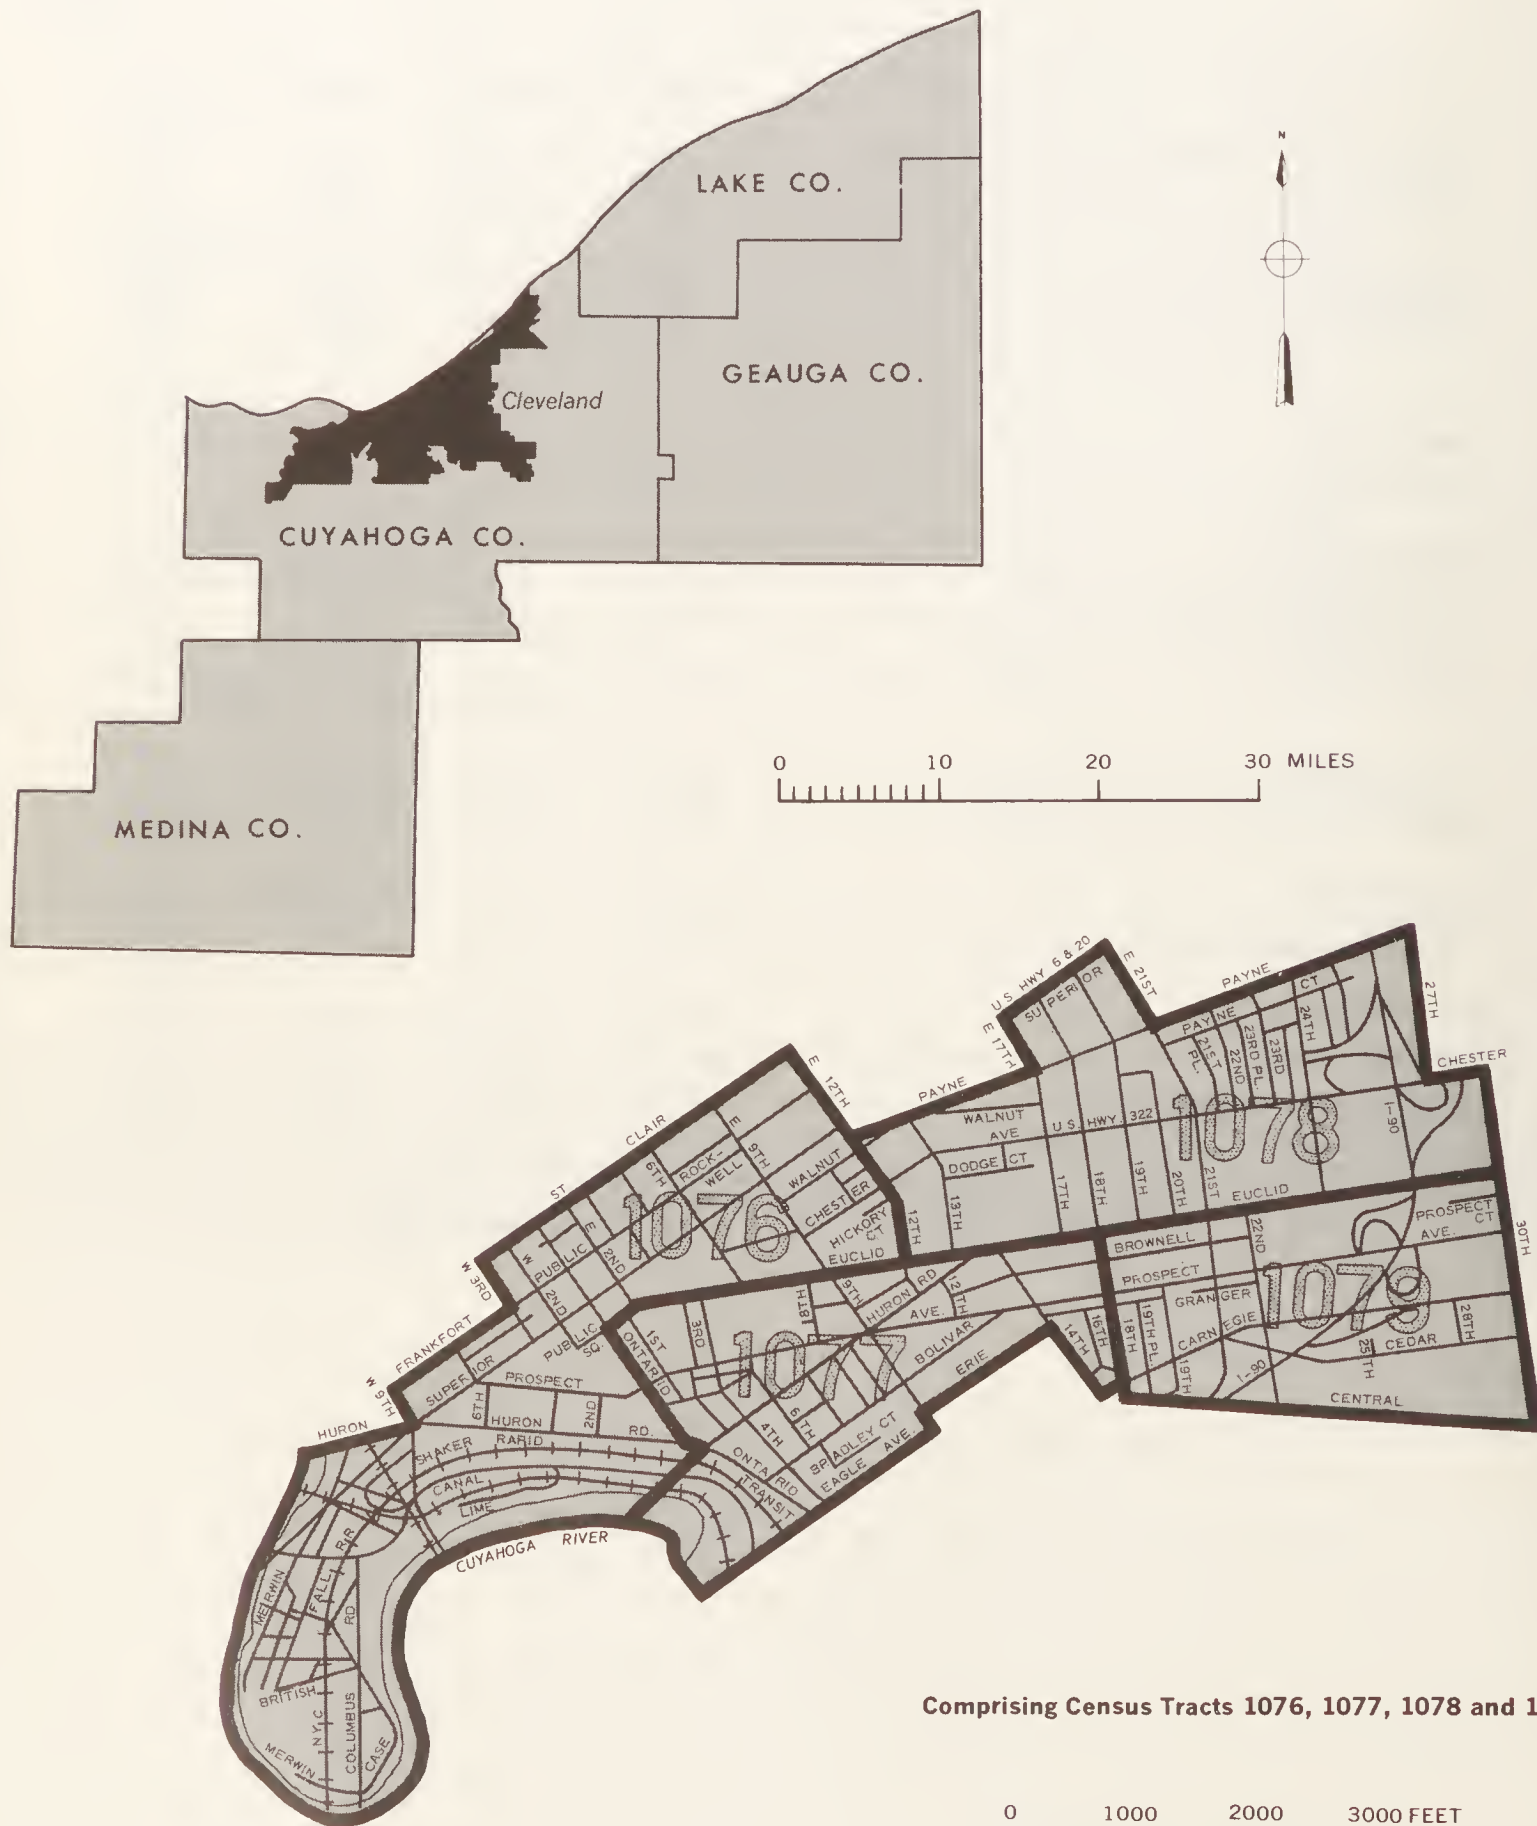 N
LAKE CO.
GEAUGA CO.
Cleveland
CUYAHOGA CO.
MEDINA CO.
0 10 20 30 MILES
U.S. HWY 6 & 20
SUPERIOR
E 21ST
E 17TH
PAYNE
PAYNE CT
27TH
CHESTER
24TH
23RD
23RD PL.
22ND
21ST PL.
PAYNE
WALNUT AVE
U.S. HWY 322
DODGE CT
1078
I-90
12TH
13TH
17TH
18TH
19TH
20TH
21ST
EUCLID
E 12TH
ST CLAIR
6TH
ROCK-WELL
E 9TH
WALNUT
CHESTER
HICKORY CT
EUCLID
1076
E 2ND
W 2ND
PUBLIC
PUBLIC SQ.
W 3RD
FRANKFORT
SUPERIOR
W 9TH
HURON
6TH
PROSPECT
HURON RD.
2ND
SHAKER RAPID
CANAL
LIME
CUYAHOGA RIVER
1ST
ONTARIO
3RD
18TH
9TH
HURON RD
12TH
AVE.
1077
BOLIVAR
ERIE
4TH
6TH
BRADLEY CT
EAGLE AVE.
ONTARIO
TRANSIT
14TH
16TH
18TH
19TH PL.
19TH
BROWNELL
PROSPECT
GRANGER
CARNEGIE
22ND
1079
PROSPECT CT
AVE.
30TH
28TH
25TH
CEDAR
I-90
CENTRAL
MERWIN
FALL
RR
RD
BRITISH
NYC
COLUMBUS
CASE
MERWIN
Comprising Census Tracts 1076, 1077, 1078 and 1
0 1000 2000 3000 FEET